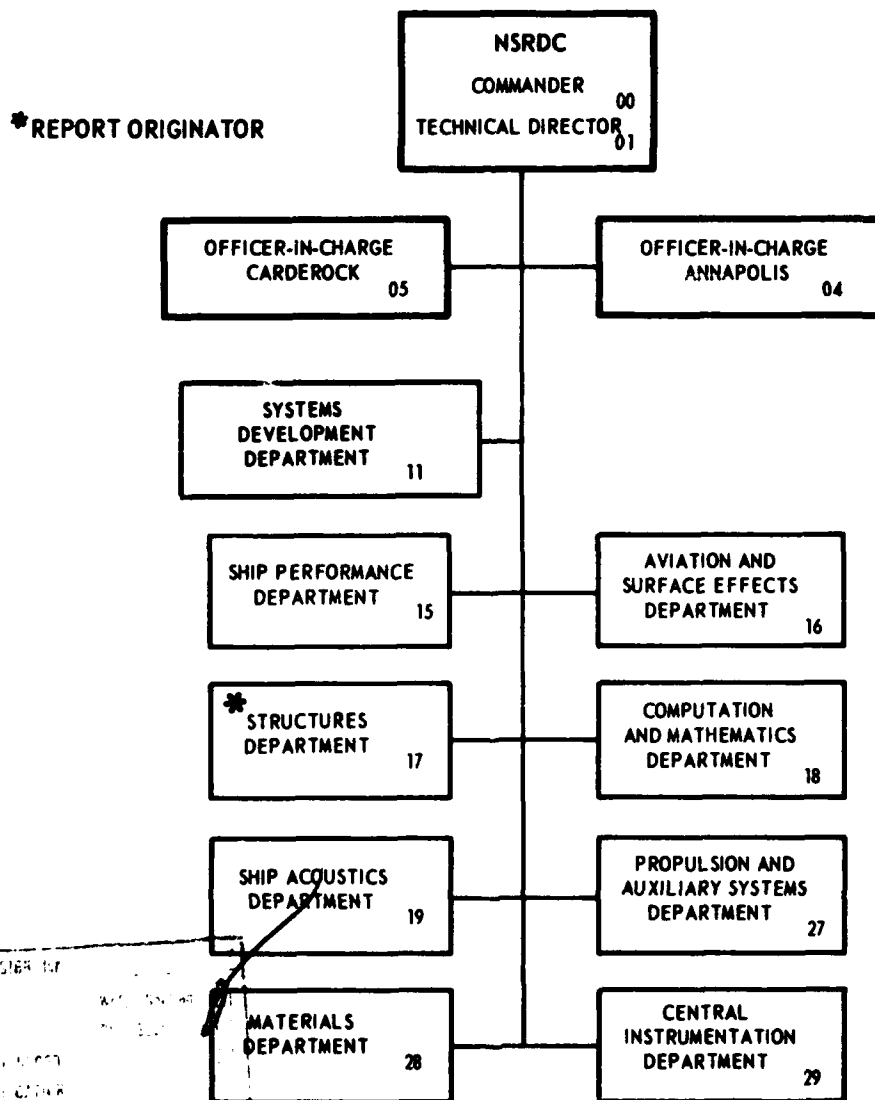 NSRDC
COMMANDER
00
TECHNICAL DIRECTOR
01
*REPORT ORIGINATOR
OFFICER-IN-CHARGE
CARDEROCK
05
OFFICER-IN-CHARGE
ANNAPOLIS
04
SYSTEMS
DEVELOPMENT
DEPARTMENT
11
SHIP PERFORMANCE
DEPARTMENT
15
AVIATION AND
SURFACE EFFECTS
DEPARTMENT
16
*
STRUCTURES
DEPARTMENT
17
COMPUTATION
AND MATHEMATICS
DEPARTMENT
18
SHIP ACOUSTICS
DEPARTMENT
19
PROPULSION AND
AUXILIARY SYSTEMS
DEPARTMENT
27
MATERIALS
DEPARTMENT
28
CENTRAL
INSTRUMENTATION
DEPARTMENT
29